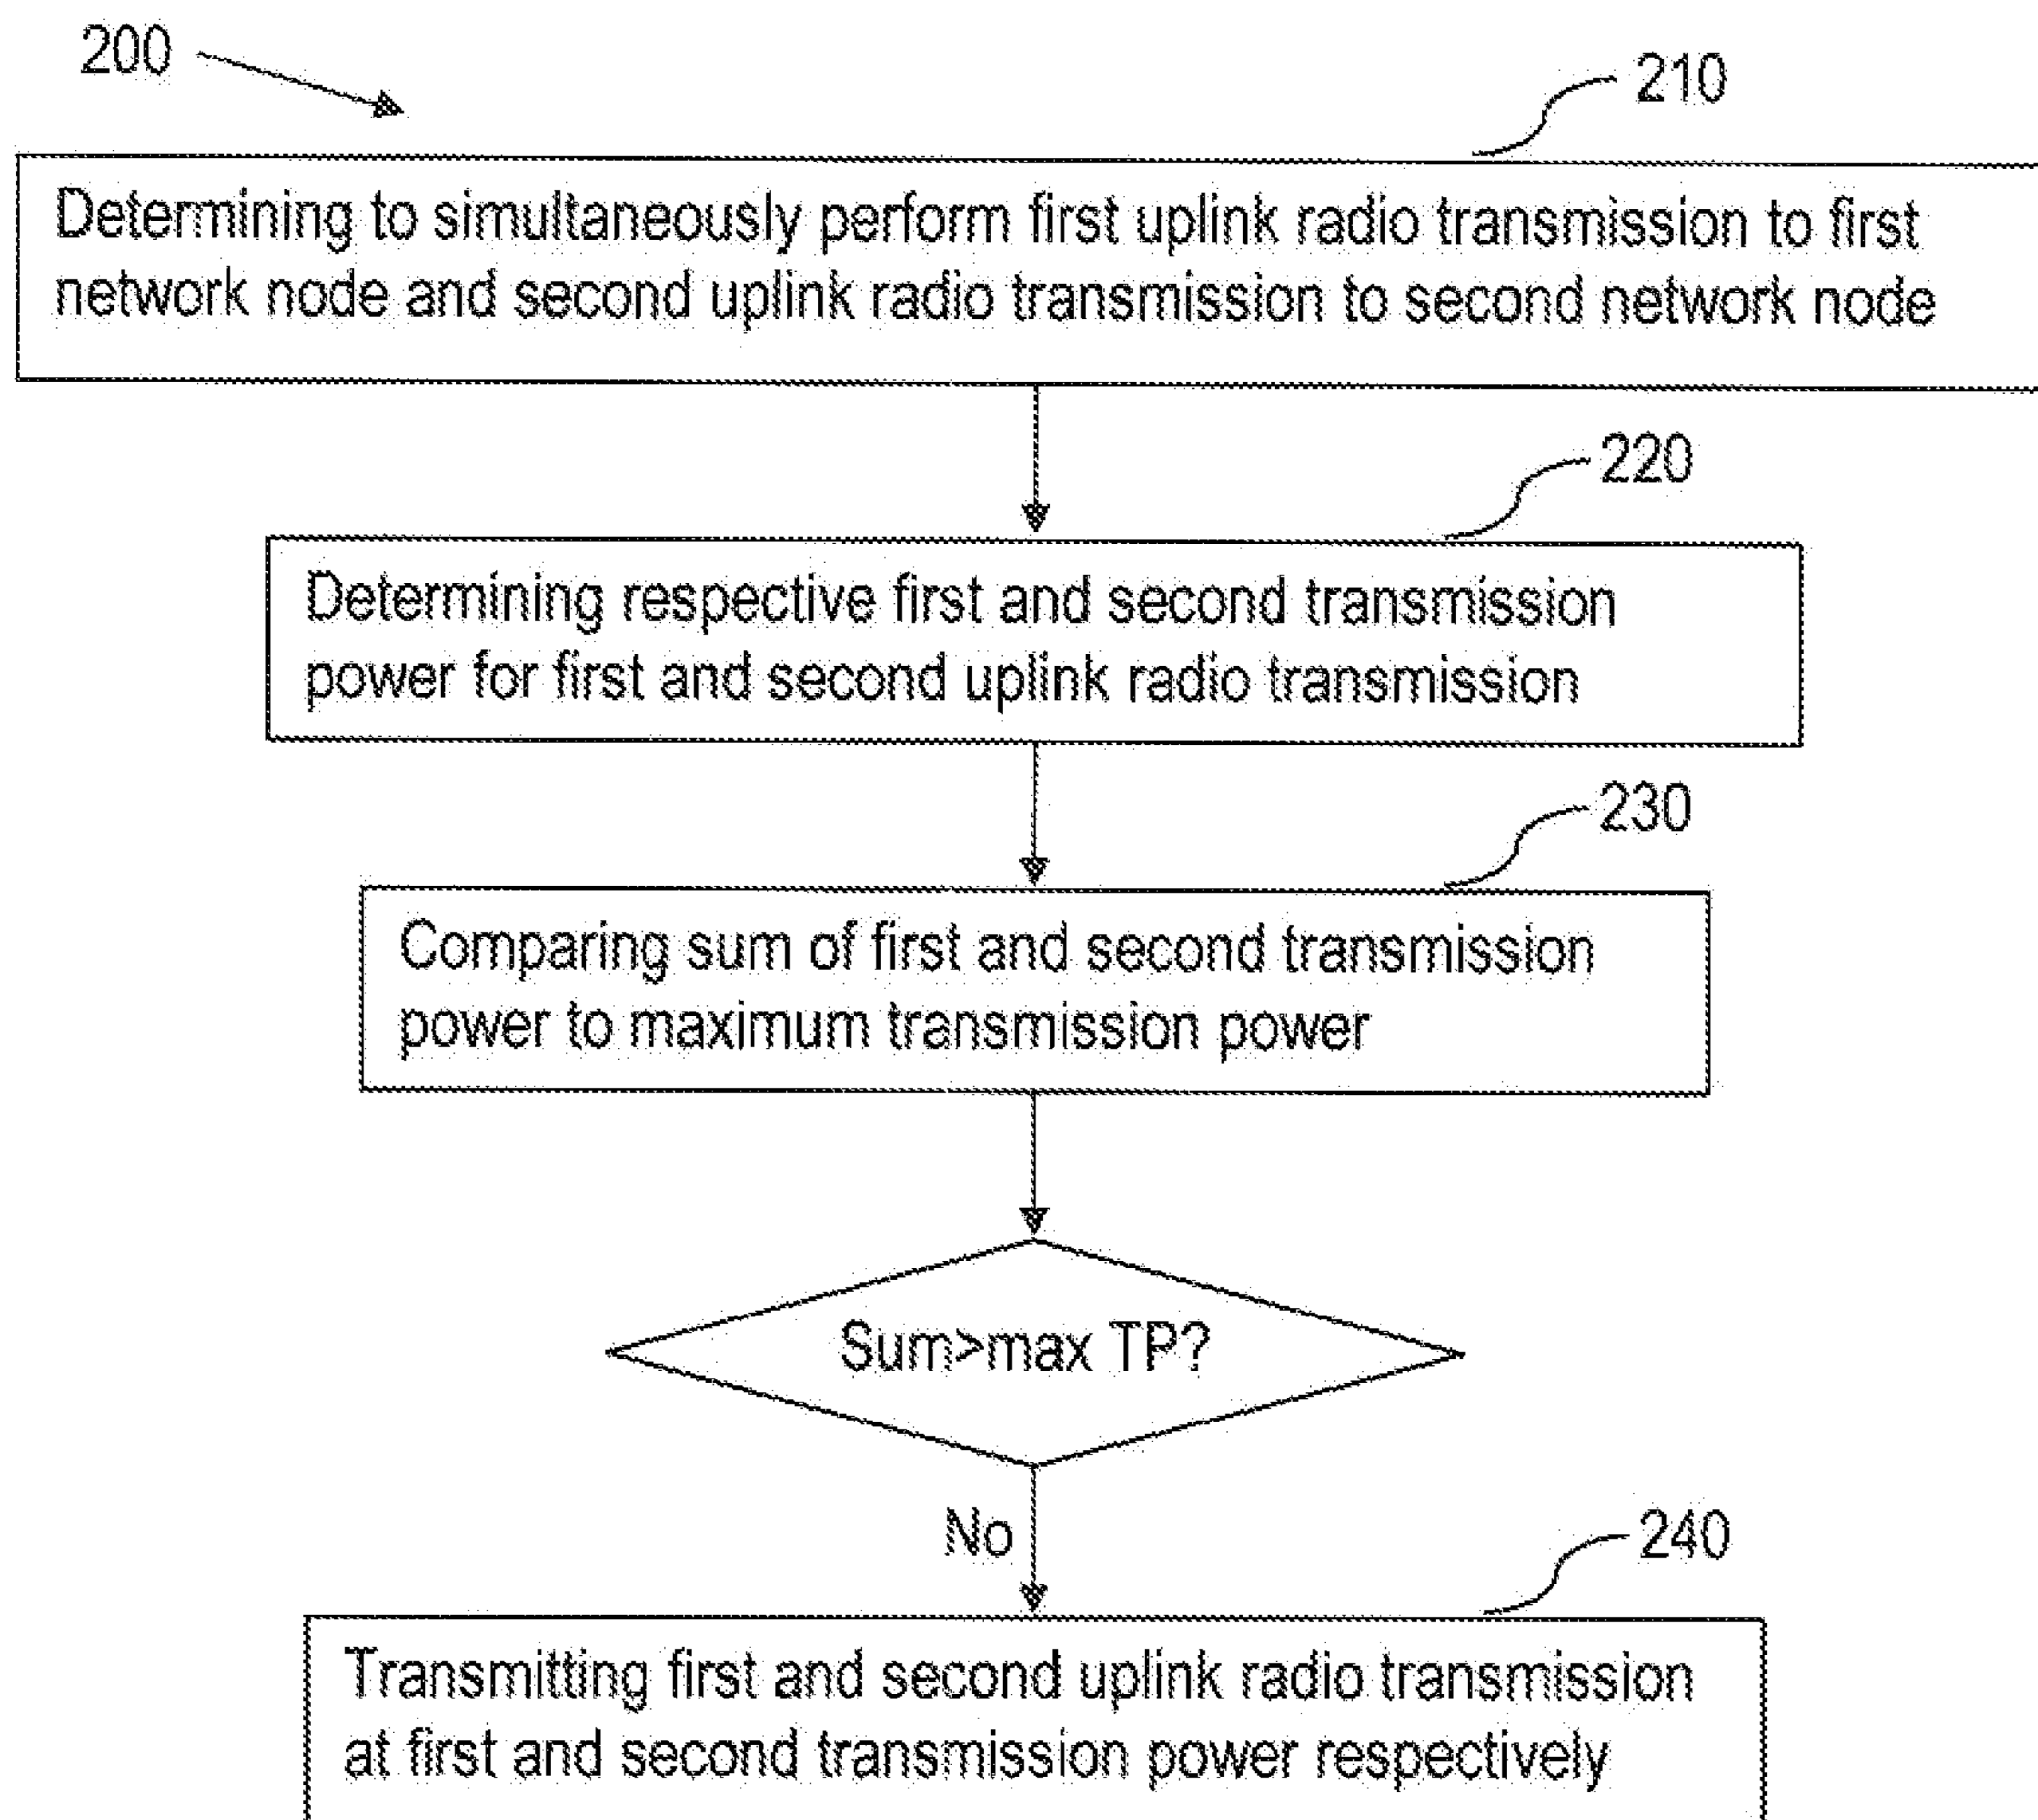 200
210
Determining to simultaneously perform first uplink radio transmission to first
network node and second uplink radio transmission to second network node
220
Determining respective first and second transmission
power for first and second uplink radio transmission
230
Comparing sum of first and second transmission
power to maximum transmission power
Sum>max TP?
No
240
Transmitting first and second uplink radio transmission
at first and second transmission power respectively